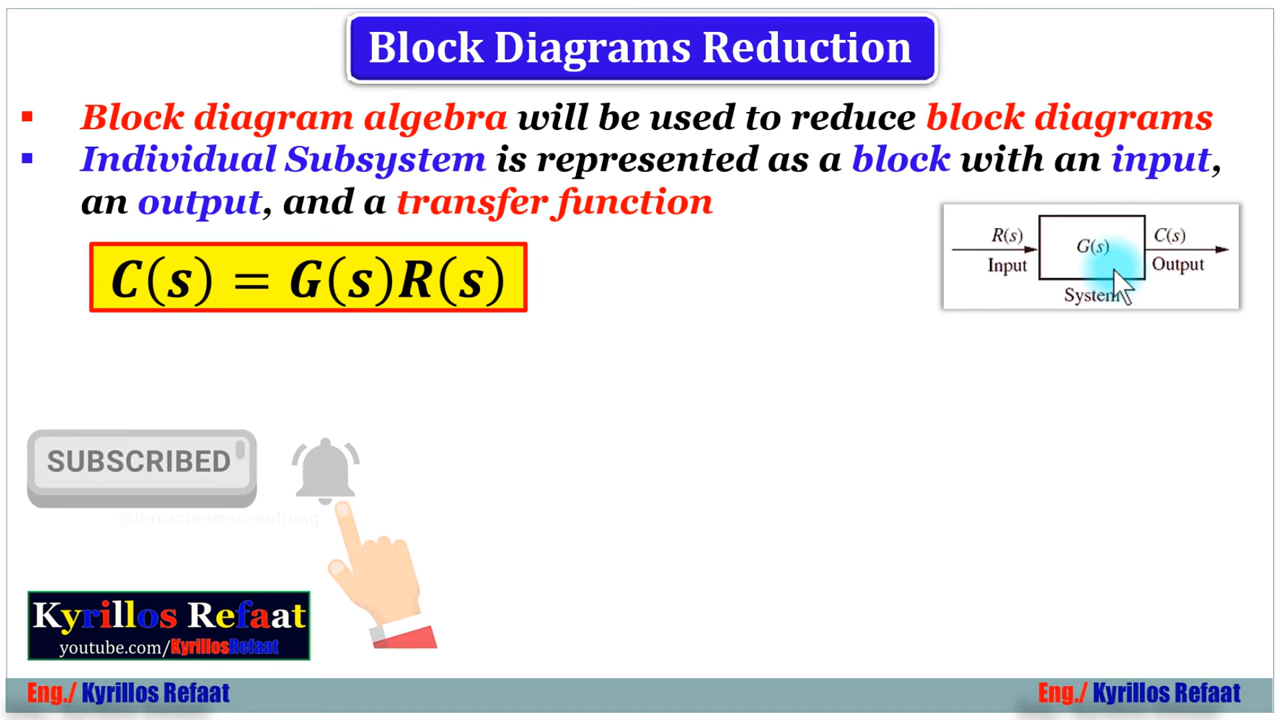 Block Diagrams Reduction
▪ Block diagram algebra will be used to reduce block diagrams
▪ Individual Subsystem is represented as a block with an input,
an output, and a transfer function
C(s) = G(s)R(s)
R(s)
Input
G(s)
System
C(s)
Output
SUBSCRIBED
@letuscreatesomething
Kyrillos Refaat
youtube.com/KyrillosRefaat
Eng./ Kyrillos Refaat
Eng./ Kyrillos Refaat